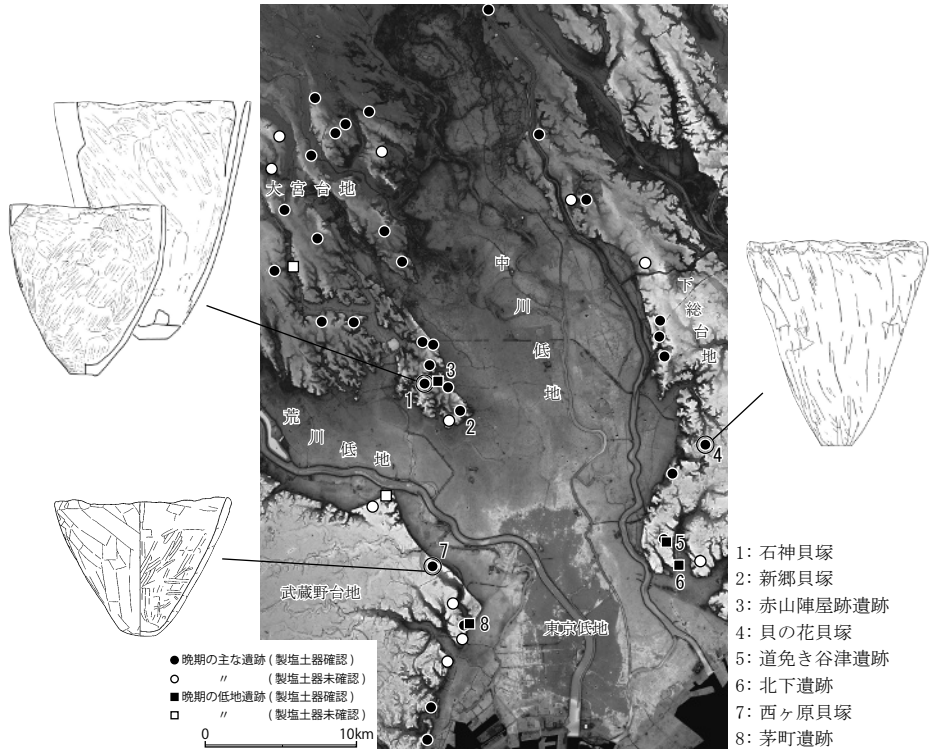 大宮台地
中川低地
下総台地
荒川低地
武蔵野台地
東京低地
1
2
3
4
5
6
7
8
●晩期の主な遺跡 ( 製塩土器確認 )
○ 〃 ( 製塩土器未確認 )
■晩期の低地遺跡 ( 製塩土器確認 )
□ 〃 ( 製塩土器未確認 )
0 10km
1: 石神貝塚
2: 新郷貝塚
3: 赤山陣屋跡遺跡
4: 貝の花貝塚
5: 道免き谷津遺跡
6: 北下遺跡
7: 西ヶ原貝塚
8: 茅町遺跡